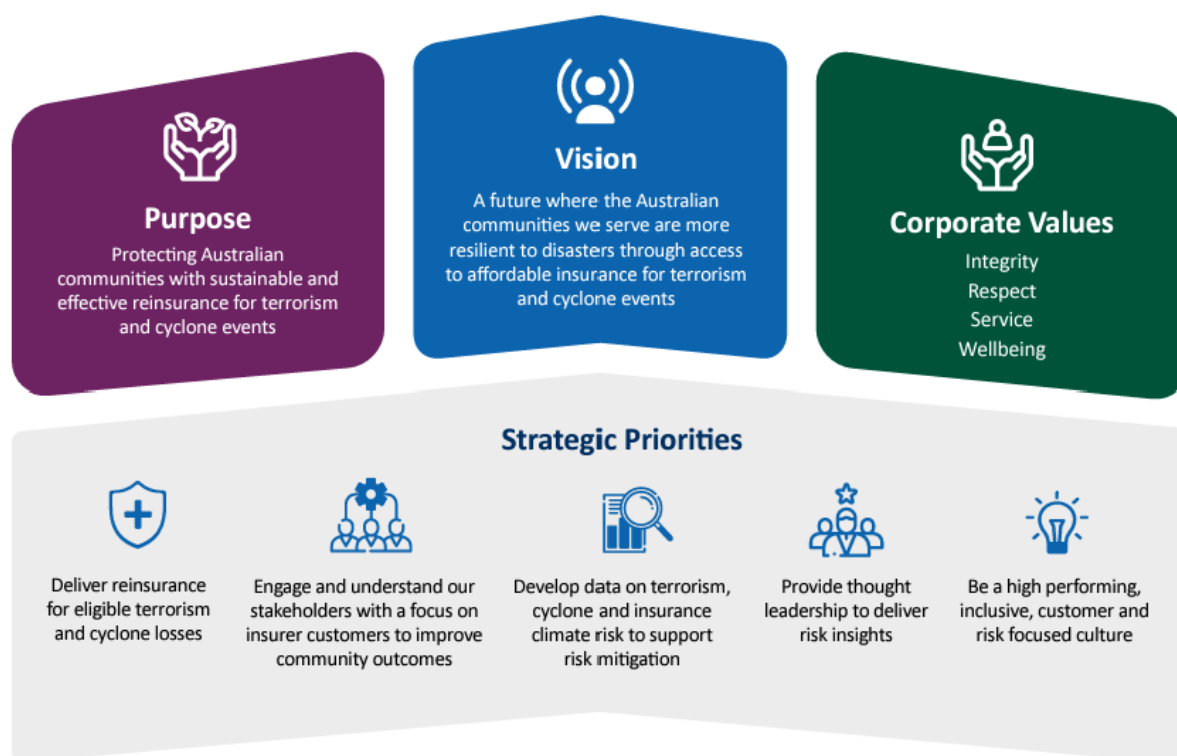 Purpose
Protecting Australian
communities with sustainable and
effective reinsurance for terrorism
and cyclone events
Vision
A future where the Australian
communities we serve are more
resilient to disasters through access
to affordable insurance for terrorism
and cyclone events
Corporate Values
Integrity
Respect
Service
Wellbeing
Strategic Priorities
Deliver reinsurance
for eligible terrorism
and cyclone losses
Engage and understand our
stakeholders with a focus on
insurer customers to improve
community outcomes
Develop data on terrorism,
cyclone and insurance
climate risk to support
risk mitigation
Provide thought
leadership to deliver
risk insights
Be a high performing,
inclusive, customer and
risk focused culture